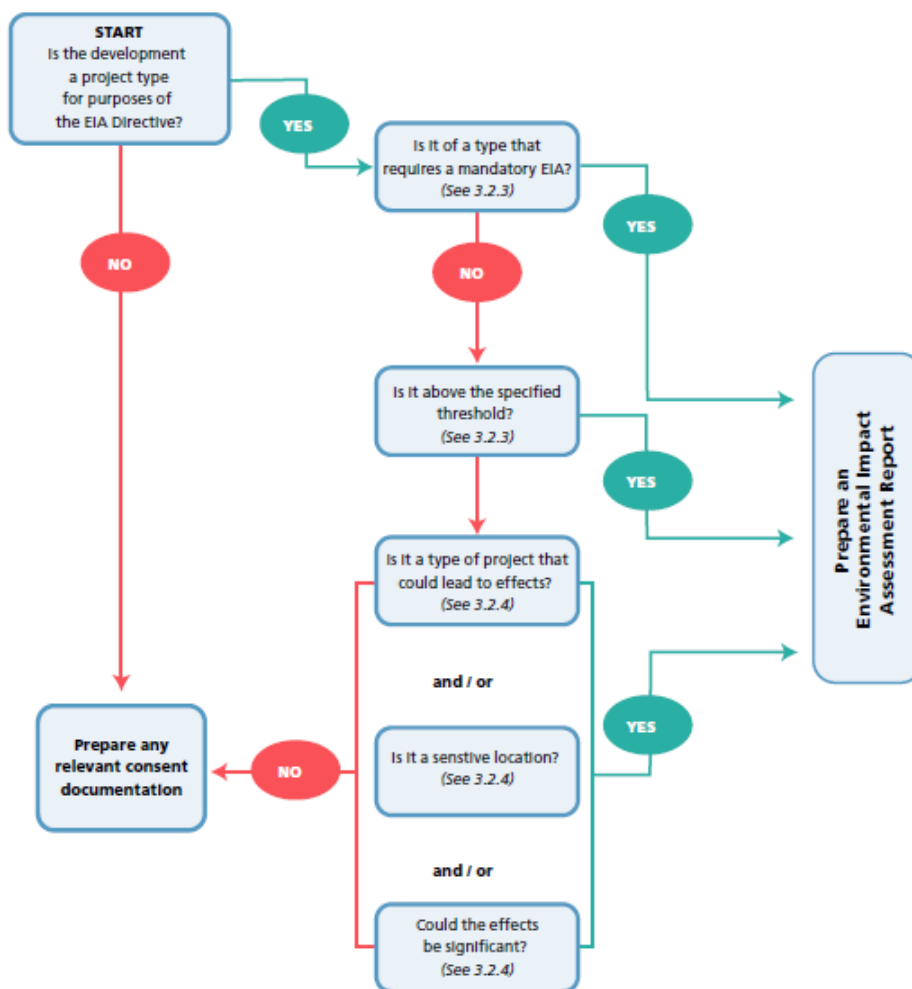 START
Is the development
a project type
for purposes of
the EIA Directive?
YES
Is it of a type that
requires a mandatory EIA?
(See 3.2.3)
YES
NO
NO
Is it above the specified
threshold?
(See 3.2.3)
YES
Prepare an
Environmental Impact
Assessment Report
Is it a type of project that
could lead to effects?
(See 3.2.4)
and / or
Prepare any
relevant consent
documentation
NO
Is it a senstive location?
(See 3.2.4)
YES
and / or
Could the effects
be significant?
(See 3.2.4)